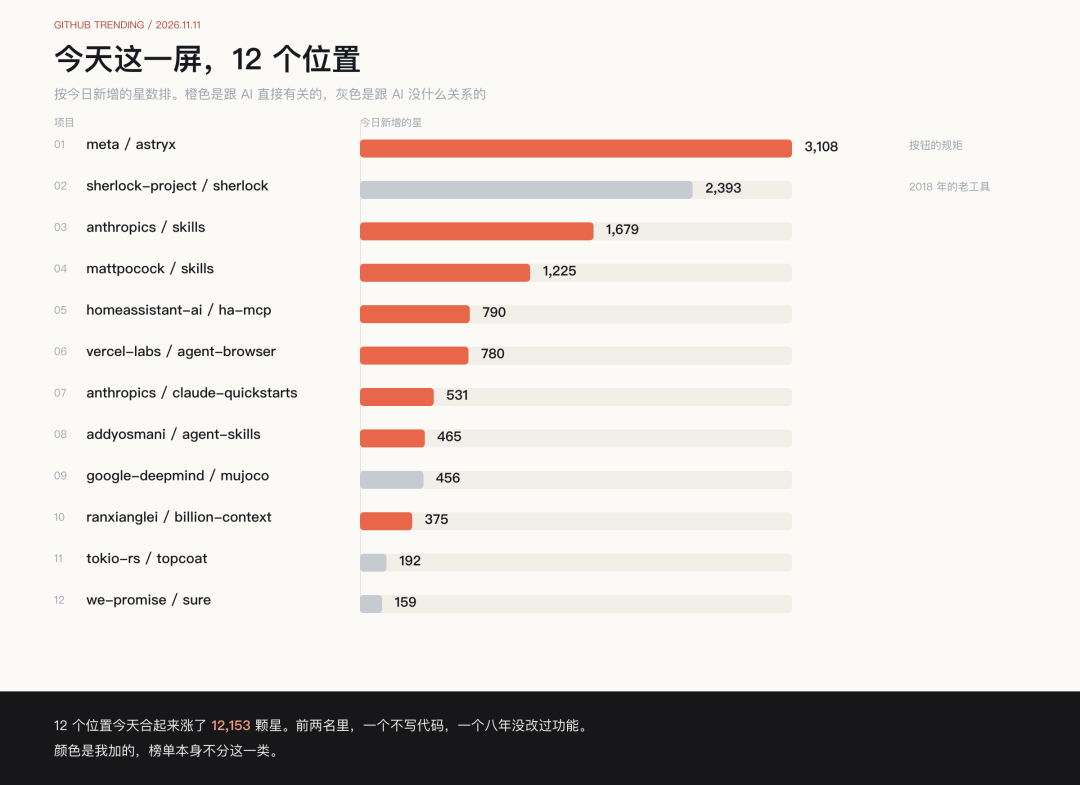 GITHUB TRENDING / 2026.11.11
今天这一屏，12 个位置
按今日新增的星数排。橙色是跟 AI 直接有关的，灰色是跟 AI 没什么关系的
项目 今日新增的星
01 meta / astryx 3,108 按钮的规矩
02 sherlock-project / sherlock 2,393 2018 年的老工具
03 anthropics / skills 1,679
04 mattpocock / skills 1,225
05 homeassistant-ai / ha-mcp 790
06 vercel-labs / agent-browser 780
07 anthropics / claude-quickstarts 531
08 addyosmani / agent-skills 465
09 google-deepmind / mujoco 456
10 ranxianglei / billion-context 375
11 tokio-rs / topcoat 192
12 we-promise / sure 159
12 个位置今天合起来涨了 12,153 颗星。前两名里，一个不写代码，一个八年没改过功能。
颜色是我加的，榜单本身不分这一类。